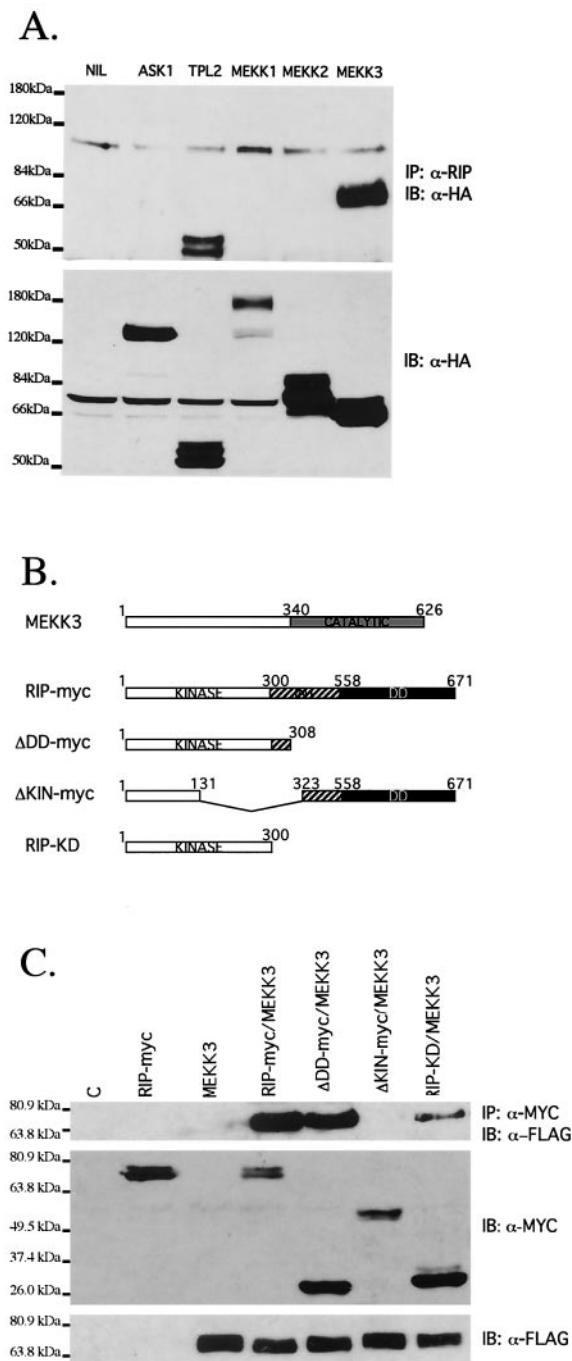 A.
NIL ASK1 TPL2 MEKK1 MEKK2 MEKK3
180kDa
120kDa
84kDa
66kDa
50kDa
IP: α-RIP
IB: α-HA
180kDa
120kDa
84kDa
66kDa
50kDa
IB: α-HA
B.
1 340 626
MEKK3 CATALYTIC
1 300 558 671
RIP-myc KINASE DD
1 308
ΔDD-myc KINASE
1 131 323 558 671
ΔKIN-myc DD
1 300
RIP-KD KINASE
C.
C RIP-myc MEKK3 RIP-myc/MEKK3 ΔDD-myc/MEKK3 ΔKIN-myc/MEKK3 RIP-KD/MEKK3
80.9 kDa
63.8 kDa
IP: α-MYC
IB: α-FLAG
80.9 kDa
63.8 kDa
49.5 kDa
37.4 kDa
26.0 kDa
IB: α-MYC
80.9 kDa
63.8 kDa
IB: α-FLAG